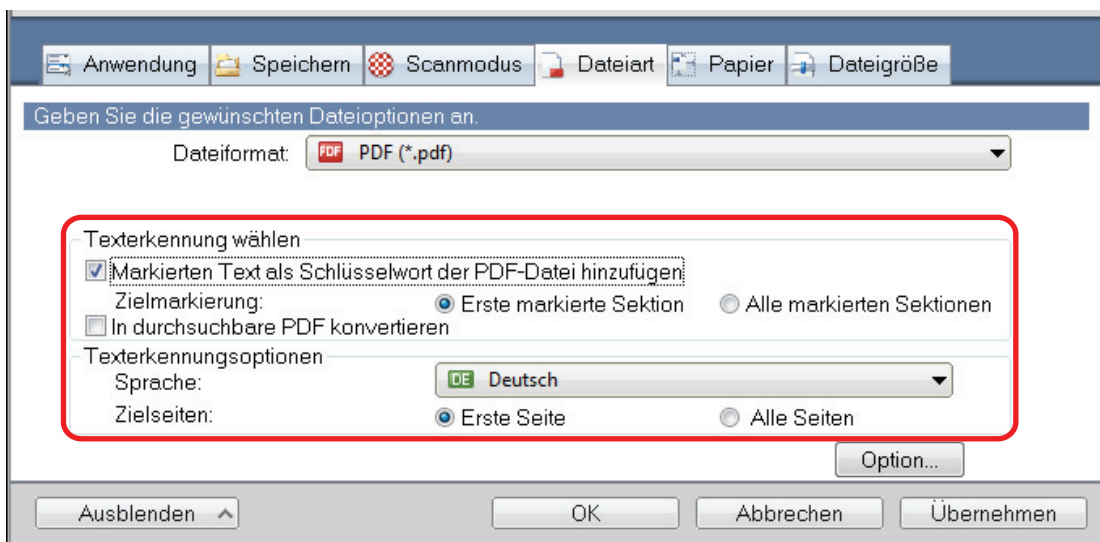 Anwendung Speichern Scanmodus Dateiart Papier Dateigröße
Geben Sie die gewünschten Dateioptionen an.
Dateiformat: PDF PDF (*.pdf)
Texterkennung wählen
Markierten Text als Schlüsselwort der PDF-Datei hinzufügen
Zielmarkierung: Erste markierte Sektion Alle markierten Sektionen
In durchsuchbare PDF konvertieren
Texterkennungsoptionen
Sprache: DE Deutsch
Zielseiten: Erste Seite Alle Seiten
Option...
Ausblenden OK Abbrechen Übernehmen